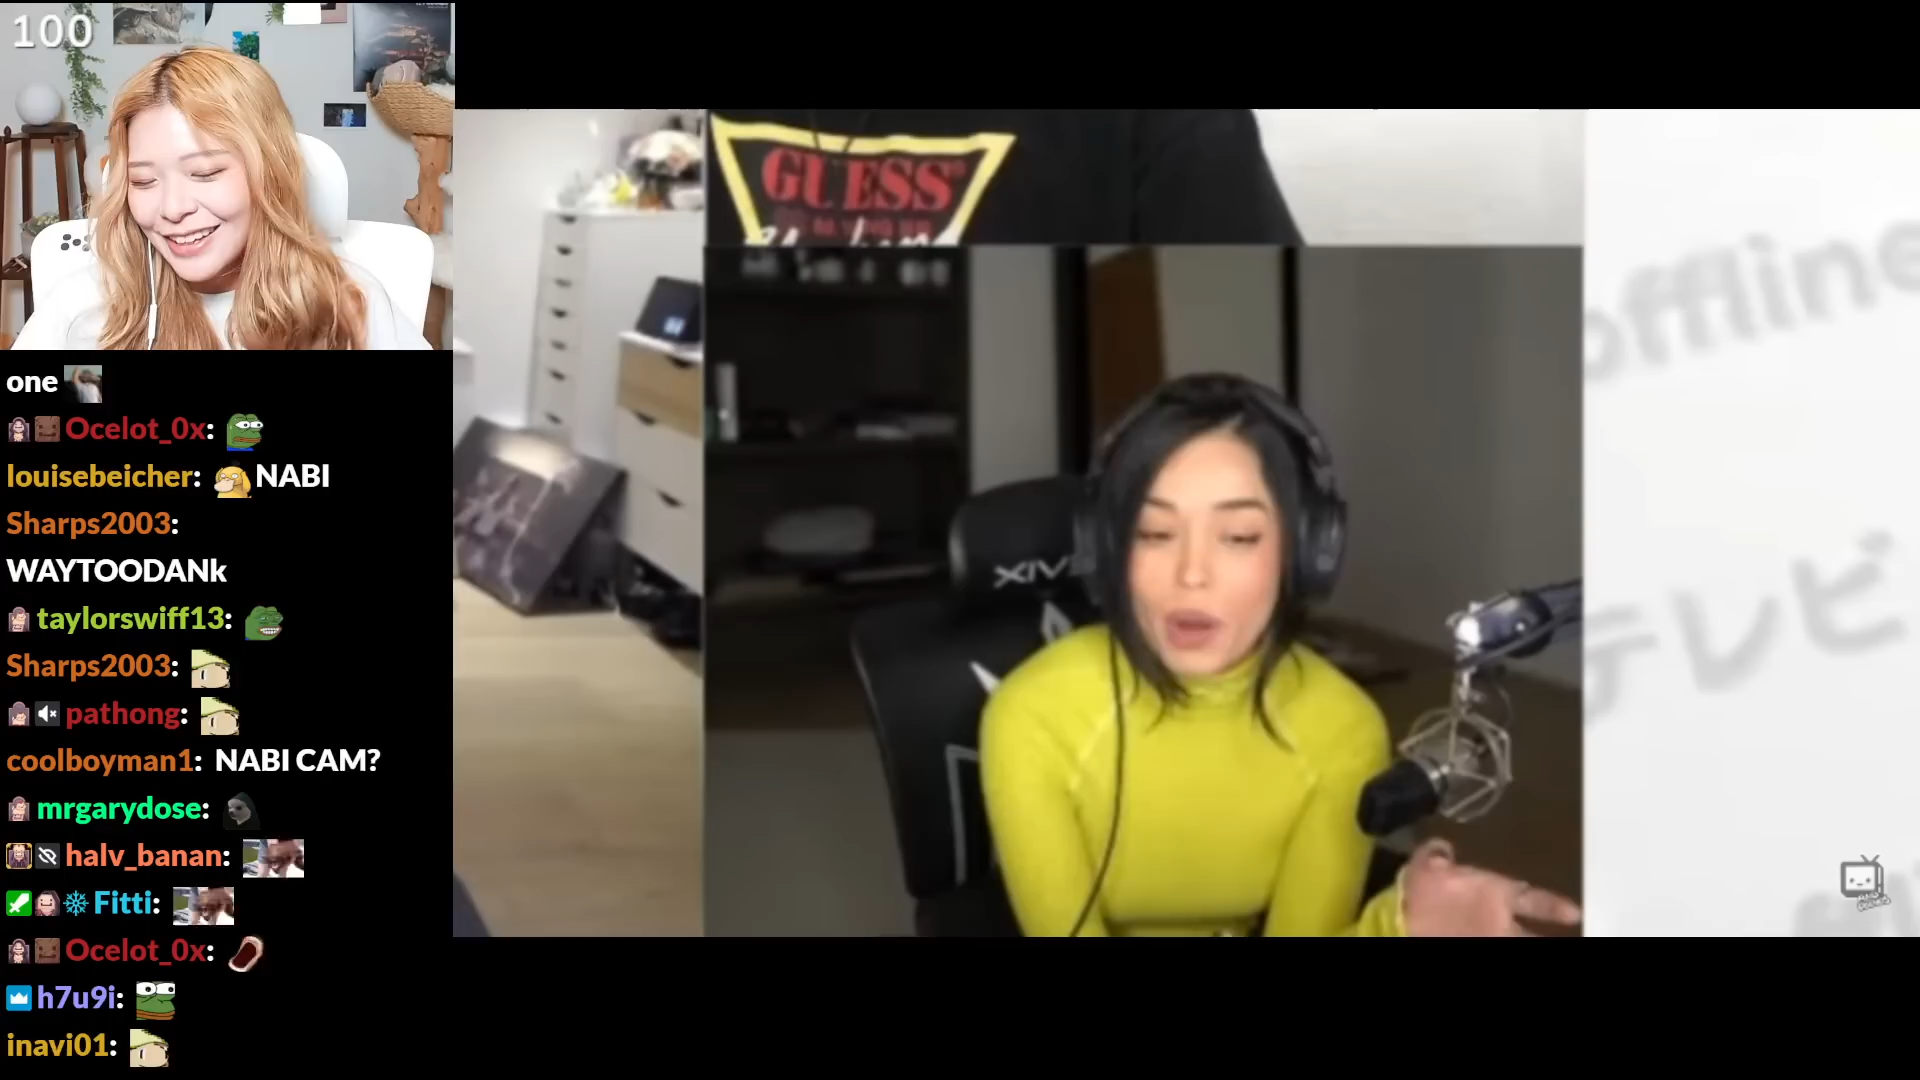 100
one
Ocelot_0x:
louisebeicher: NABI
Sharps2003:
WAYTOODANk
taylorswiff13:
Sharps2003:
pathong:
coolboyman1: NABI CAM?
mrgarydose:
halv_banan:
Fitti:
Ocelot_0x:
h7u9i:
inavi01:
GUESS
XIV
offline
テレビ